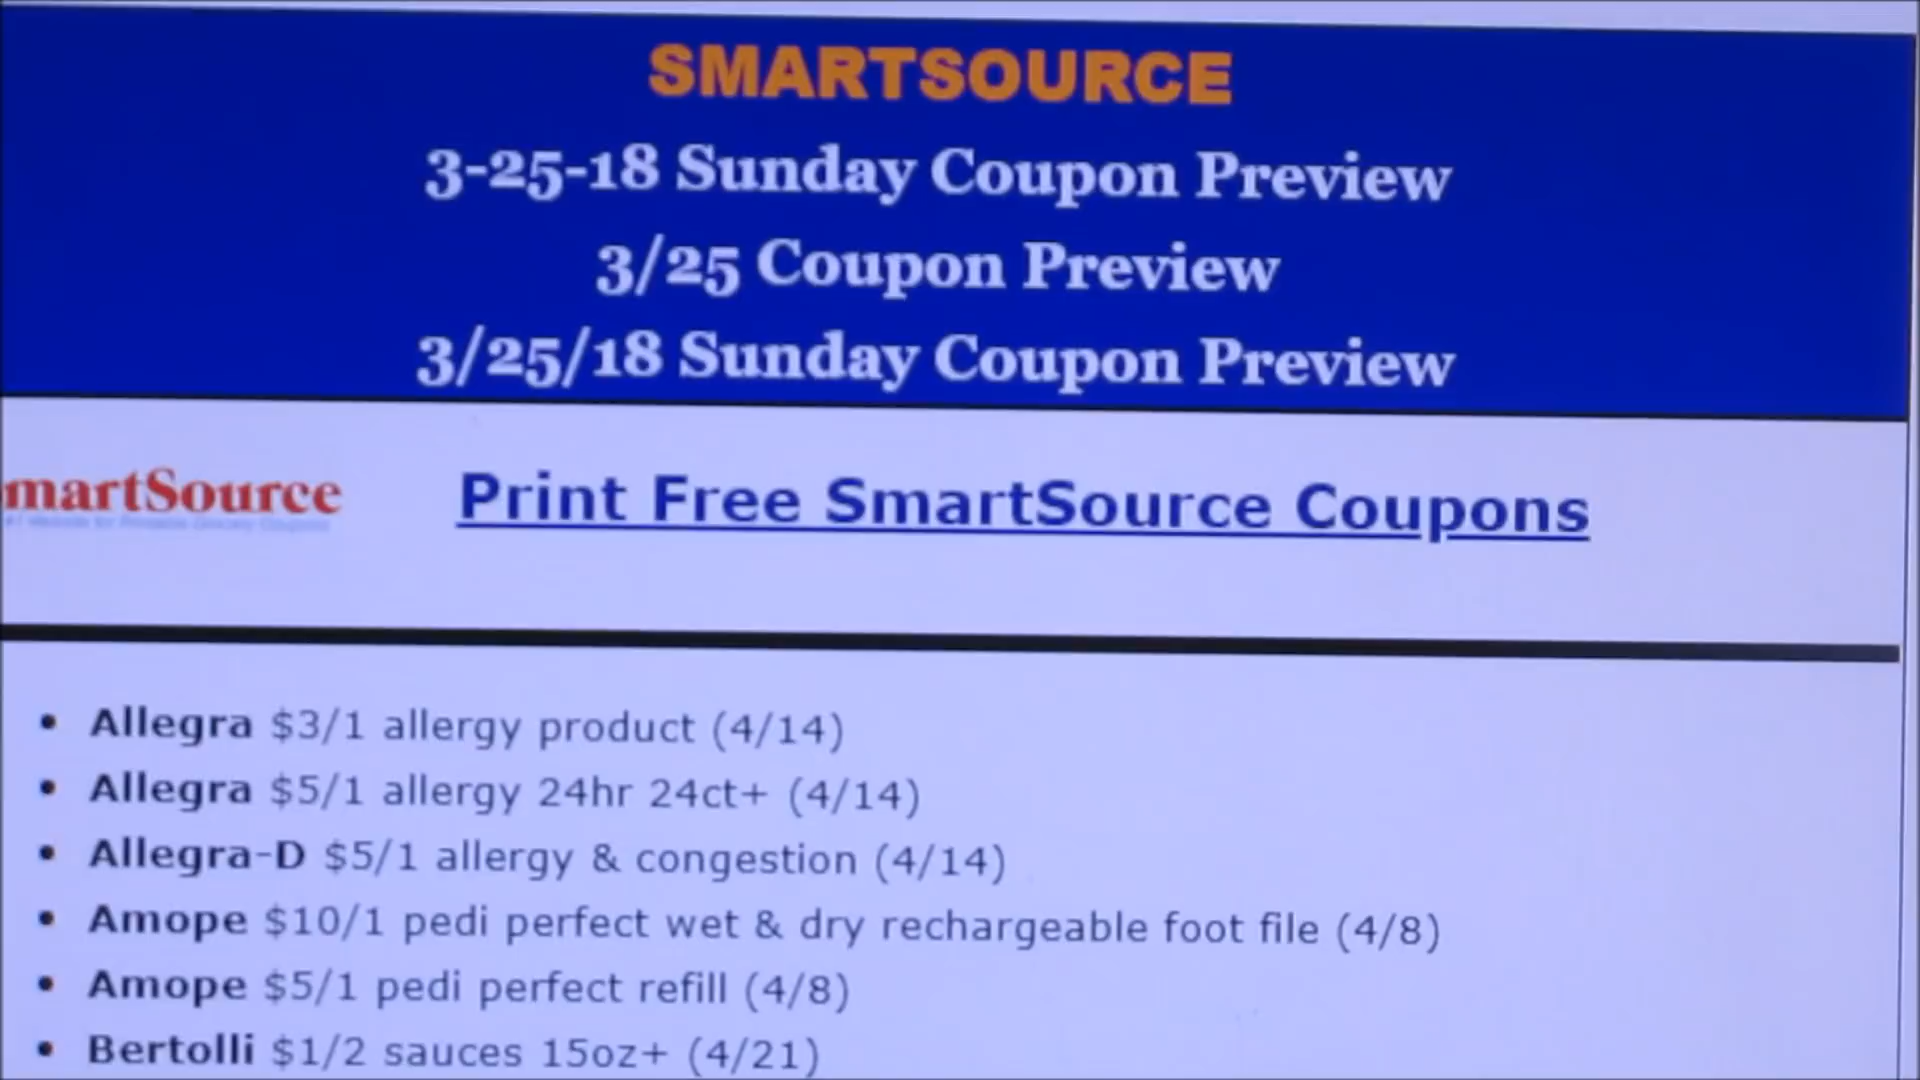 SMARTSOURCE
3-25-18 Sunday Coupon Preview
3/25 Coupon Preview
3/25/18 Sunday Coupon Preview
martSource
Print Free SmartSource Coupons
• Allegra $3/1 allergy product (4/14)
• Allegra $5/1 allergy 24hr 24ct+ (4/14)
• Allegra-D $5/1 allergy & congestion (4/14)
• Amope $10/1 pedi perfect wet & dry rechargeable foot file (4/8)
• Amope $5/1 pedi perfect refill (4/8)
• Bertolli $1/2 sauces 15oz+ (4/21)